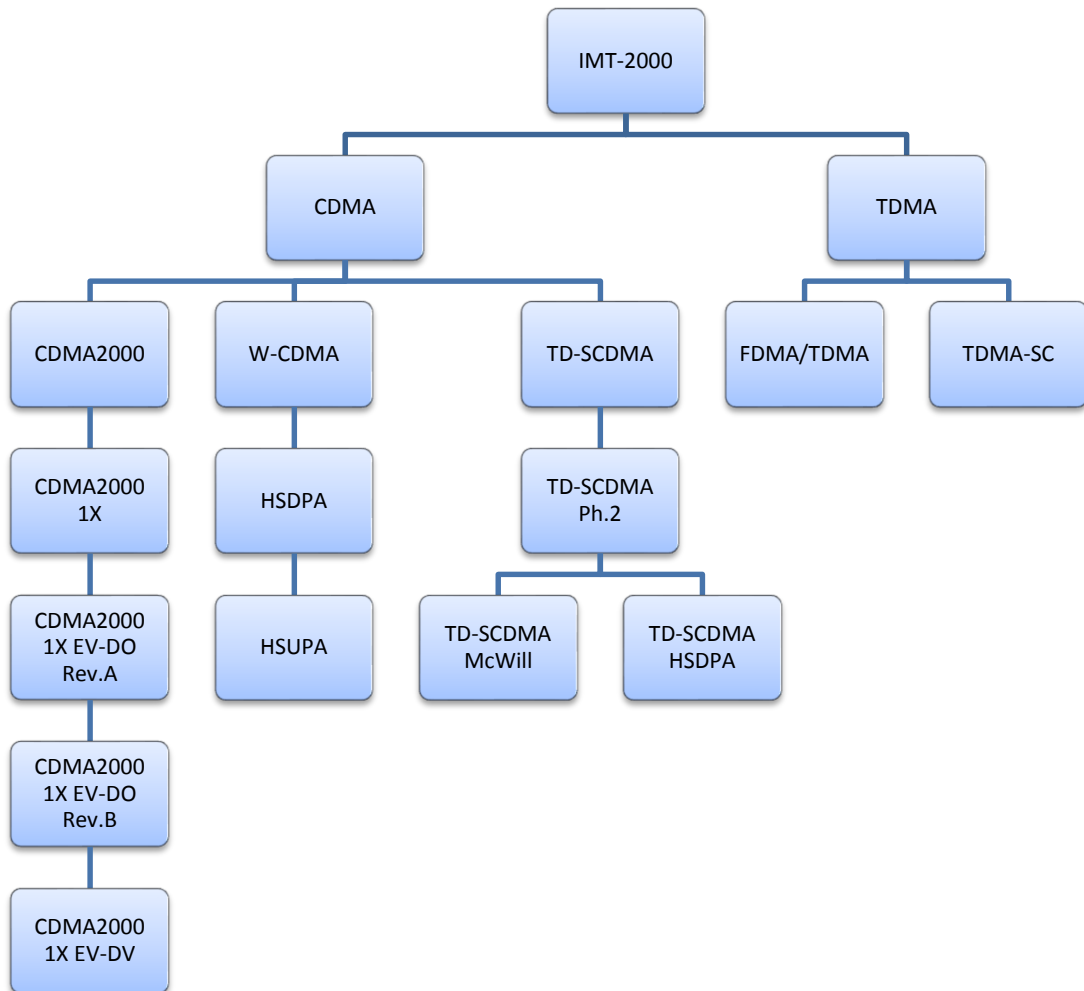 IMT-2000
CDMA
TDMA
CDMA2000
W-CDMA
TD-SCDMA
FDMA/TDMA
TDMA-SC
CDMA2000
1X
HSDPA
TD-SCDMA
Ph.2
CDMA2000
1X EV-DO
Rev.A
HSUPA
TD-SCDMA
McWill
TD-SCDMA
HSDPA
CDMA2000
1X EV-DO
Rev.B
CDMA2000
1X EV-DV